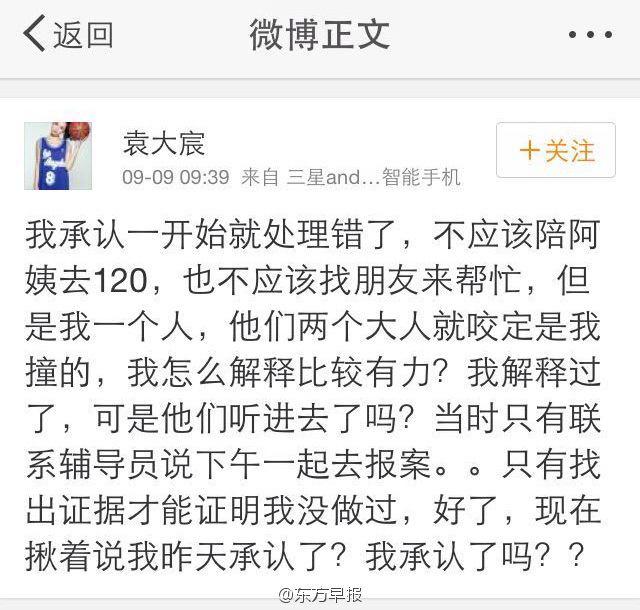 返回
微博正文
袁大宸
+关注
09-09 09:39 来自 三星and...智能手机
我承认一开始就处理错了，不应该陪阿
姨去120，也不应该找朋友来帮忙，但
是我一个人，他们两个大人就咬定是我
撞的，我怎么解释比较有力？我解释过
了，可是他们听进去了吗？当时只有联
系辅导员说下午一起去报案。。只有找
出证据才能证明我没做过，好了，现在
揪着说我昨天承认了？我承认了吗？？
@东方早报